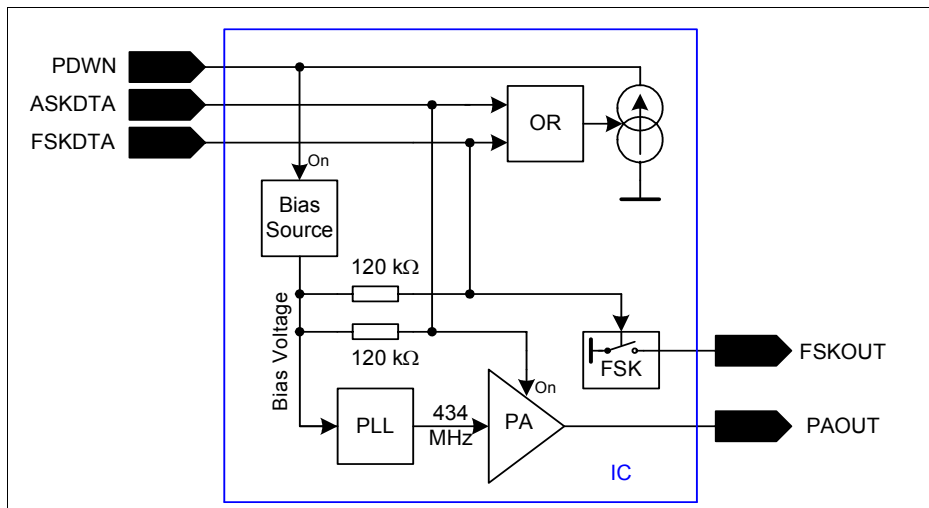 PDWN
ASKDTA
FSKDTA
OR
On
Bias
Source
120 kΩ
120 kΩ
Bias Voltage
FSK
FSKOUT
On
PLL
434
MHz
PA
PAOUT
IC